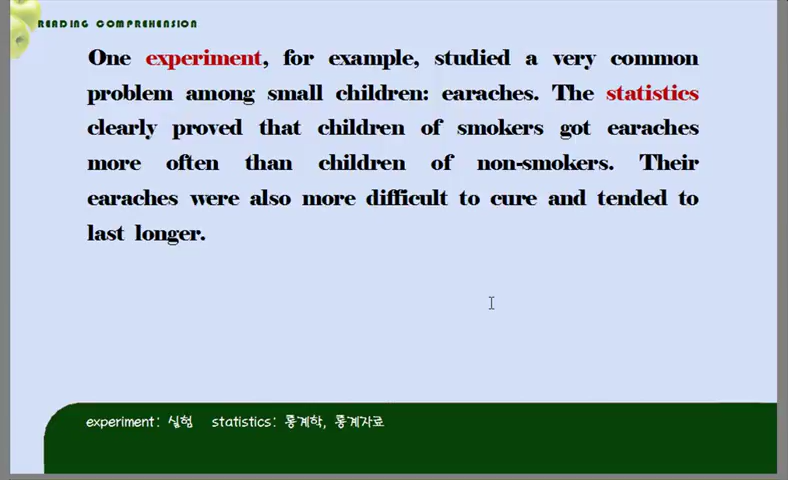 READING COMPREHENSION
One experiment, for example, studied a very common
problem among small children: earaches. The statistics
clearly proved that children of smokers got earaches
more often than children of non-smokers. Their
earaches were also more difficult to cure and tended to
last longer.
experiment: 실험 statistics: 통계학, 통계자료